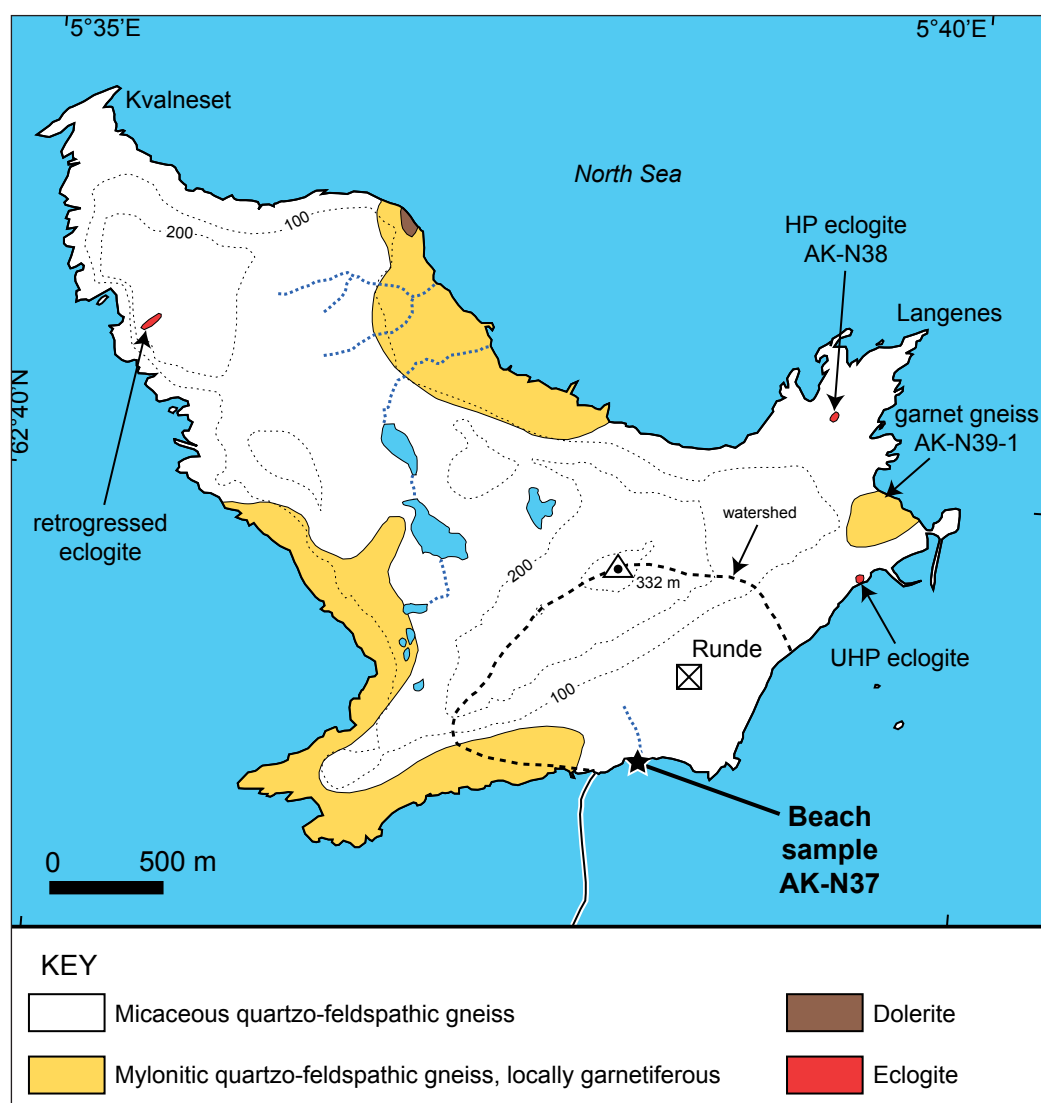 5°35'E
5°40'E
Kvalneset
North Sea
100
200
HP eclogite
AK-N38
Langenes
62°40'N
garnet gneiss
AK-N39-1
retrogressed
eclogite
watershed
200
332 m
Runde
UHP eclogite
100
Beach
sample
AK-N37
0 500 m
KEY
Micaceous quartzo-feldspathic gneiss
Dolerite
Mylonitic quartzo-feldspathic gneiss, locally garnetiferous
Eclogite